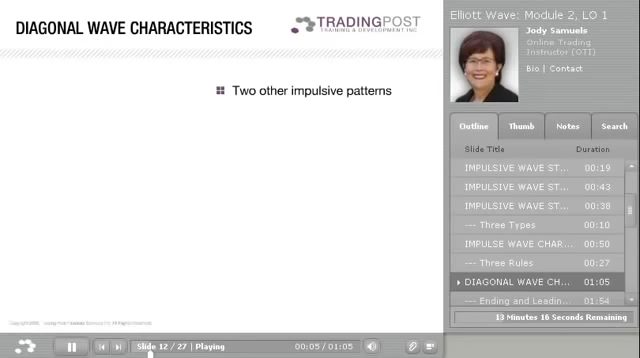 DIAGONAL WAVE CHARACTERISTICS
TRADINGPOST
TRAINING & DEVELOPMENT INC
Two other impulsive patterns
Elliott Wave: Module 2, LO 1
Jody Samuels
Online Trading
Instructor (OTI)
Bio | Contact
Outline Thumb Notes Search
Slide Title Duration
IMPULSIVE WAVE ST... 00:19
IMPULSIVE WAVE ST... 00:43
IMPULSIVE WAVE ST... 00:38
--- Three Types 00:10
IMPULSE WAVE CHAR... 00:50
--- Three Rules 00:27
DIAGONAL WAVE CH... 01:05
--- Ending and Leadin... 01:54
13 Minutes 16 Seconds Remaining
Slide 12 / 27 | Playing 00:05 / 01:05